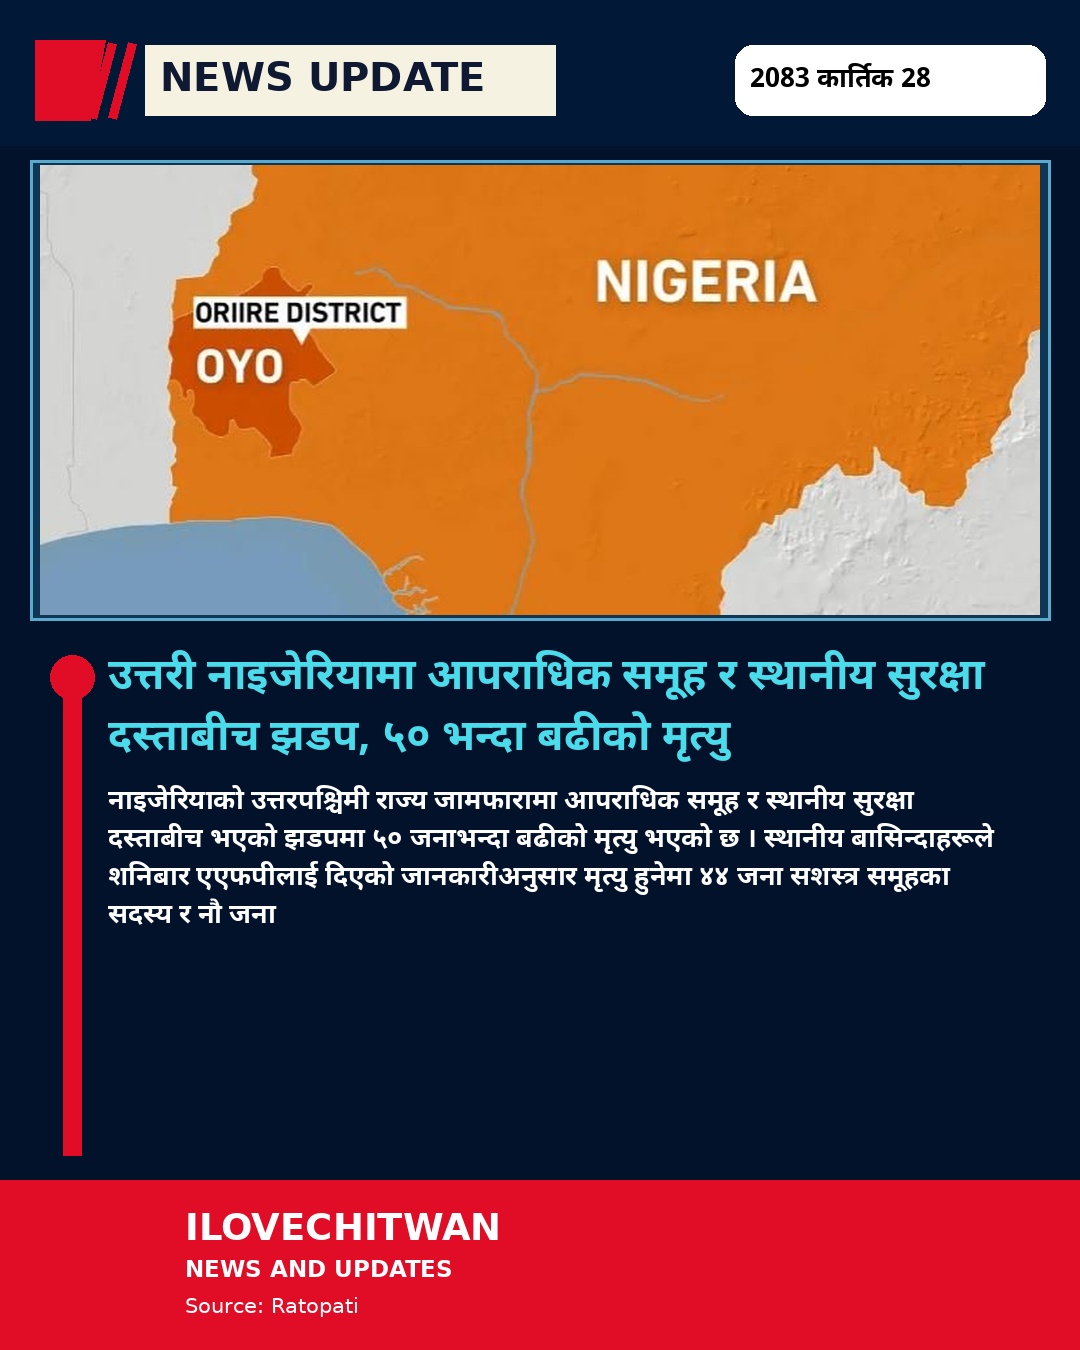 NEWS UPDATE
2083 कार्तिक 28
NIGERIA
ORIIRE DISTRICT
OYO
उत्तरी नाइजेरियामा आपराधिक समूह र स्थानीय सुरक्षा
दस्ताबीच झडप, ५० भन्दा बढीको मृत्यु
नाइजेरियाको उत्तरपश्चिमी राज्य जामफारामा आपराधिक समूह र स्थानीय सुरक्षा
दस्ताबीच भएको झडपमा ५० जनाभन्दा बढीको मृत्यु भएको छ । स्थानीय बासिन्दाहरूले
शनिबार एएफपीलाई दिएको जानकारीअनुसार मृत्यु हुनेमा ४४ जना सशस्त्र समूहका
सदस्य र नौ जना
ILOVECHITWAN
NEWS AND UPDATES
Source: Ratopati